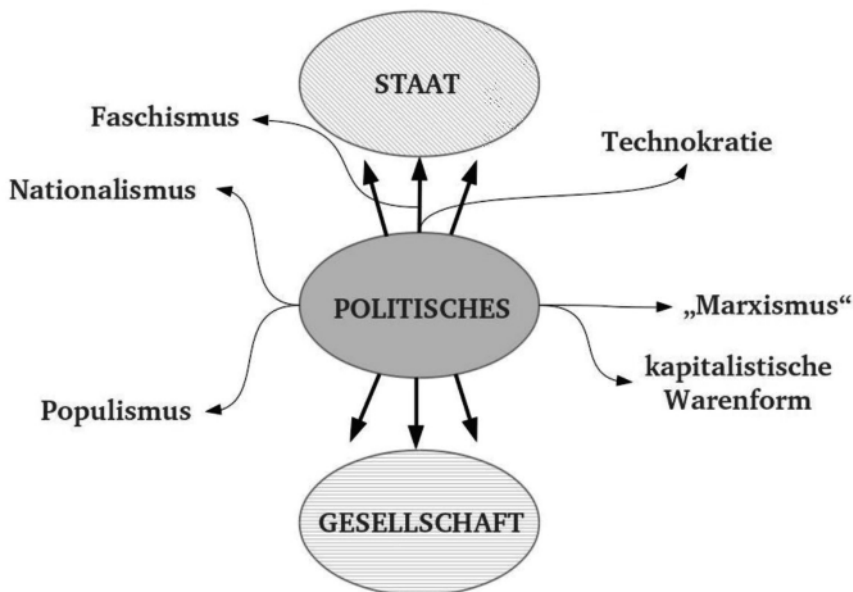 STAAT
Faschismus
Technokratie
Nationalismus
POLITISCHES
„Marxismus“
kapitalistische
Warenform
Populismus
GESELLSCHAFT